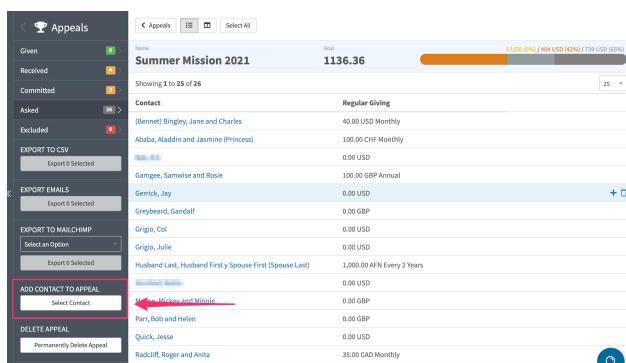 Appeals
Appeals
Select All
Given 0
Received 4
Committed 3
Asked 26
Excluded 0
EXPORT TO CSV
Export 0 Selected
EXPORT EMAILS
Export 0 Selected
EXPORT TO MAILCHIMP
Select an Option
Export 0 Selected
ADD CONTACT TO APPEAL
Select Contact
DELETE APPEAL
Permanently Delete Appeal
Name
Summer Mission 2021
Goal
1136.36
0 USD (0%) / 484 USD (42%) / 739 USD (65%)
Showing 1 to 25 of 26
25
Contact Regular Giving
(Bennet) Bingley, Jane and Charles 40.00 USD Monthly
Ababa, Aladdin and Jasmine (Princess) 100.00 CHF Monthly
0.00 USD
Gamgee, Samwise and Rosie 100.00 GBP Annual
Gerrick, Jay 0.00 USD
Greybeard, Gandalf 0.00 GBP
Grigio, Col 0.00 USD
Grigio, Julie 0.00 USD
Husband Last, Husband First y Spouse First (Spouse Last) 1,000.00 AFN Every 2 Years
0.00 USD
Mickey and Minnie 0.00 GBP
Parr, Bob and Helen 0.00 GBP
Quick, Jesse 0.00 USD
Radcliff, Roger and Anita 35.00 CAD Monthly